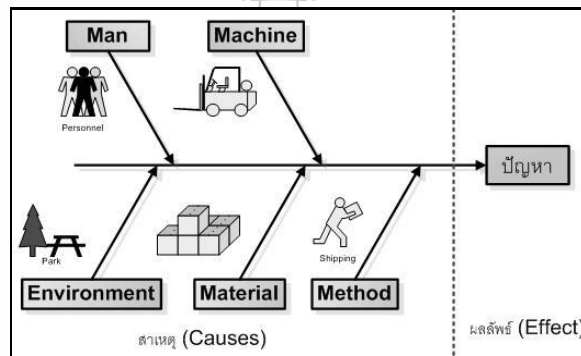 Man
Machine
Personnel
ปัญหา
Park
Shipping
Environment
Material
Method
สาเหตุ (Causes)
ผลลัพธ์ (Effect)